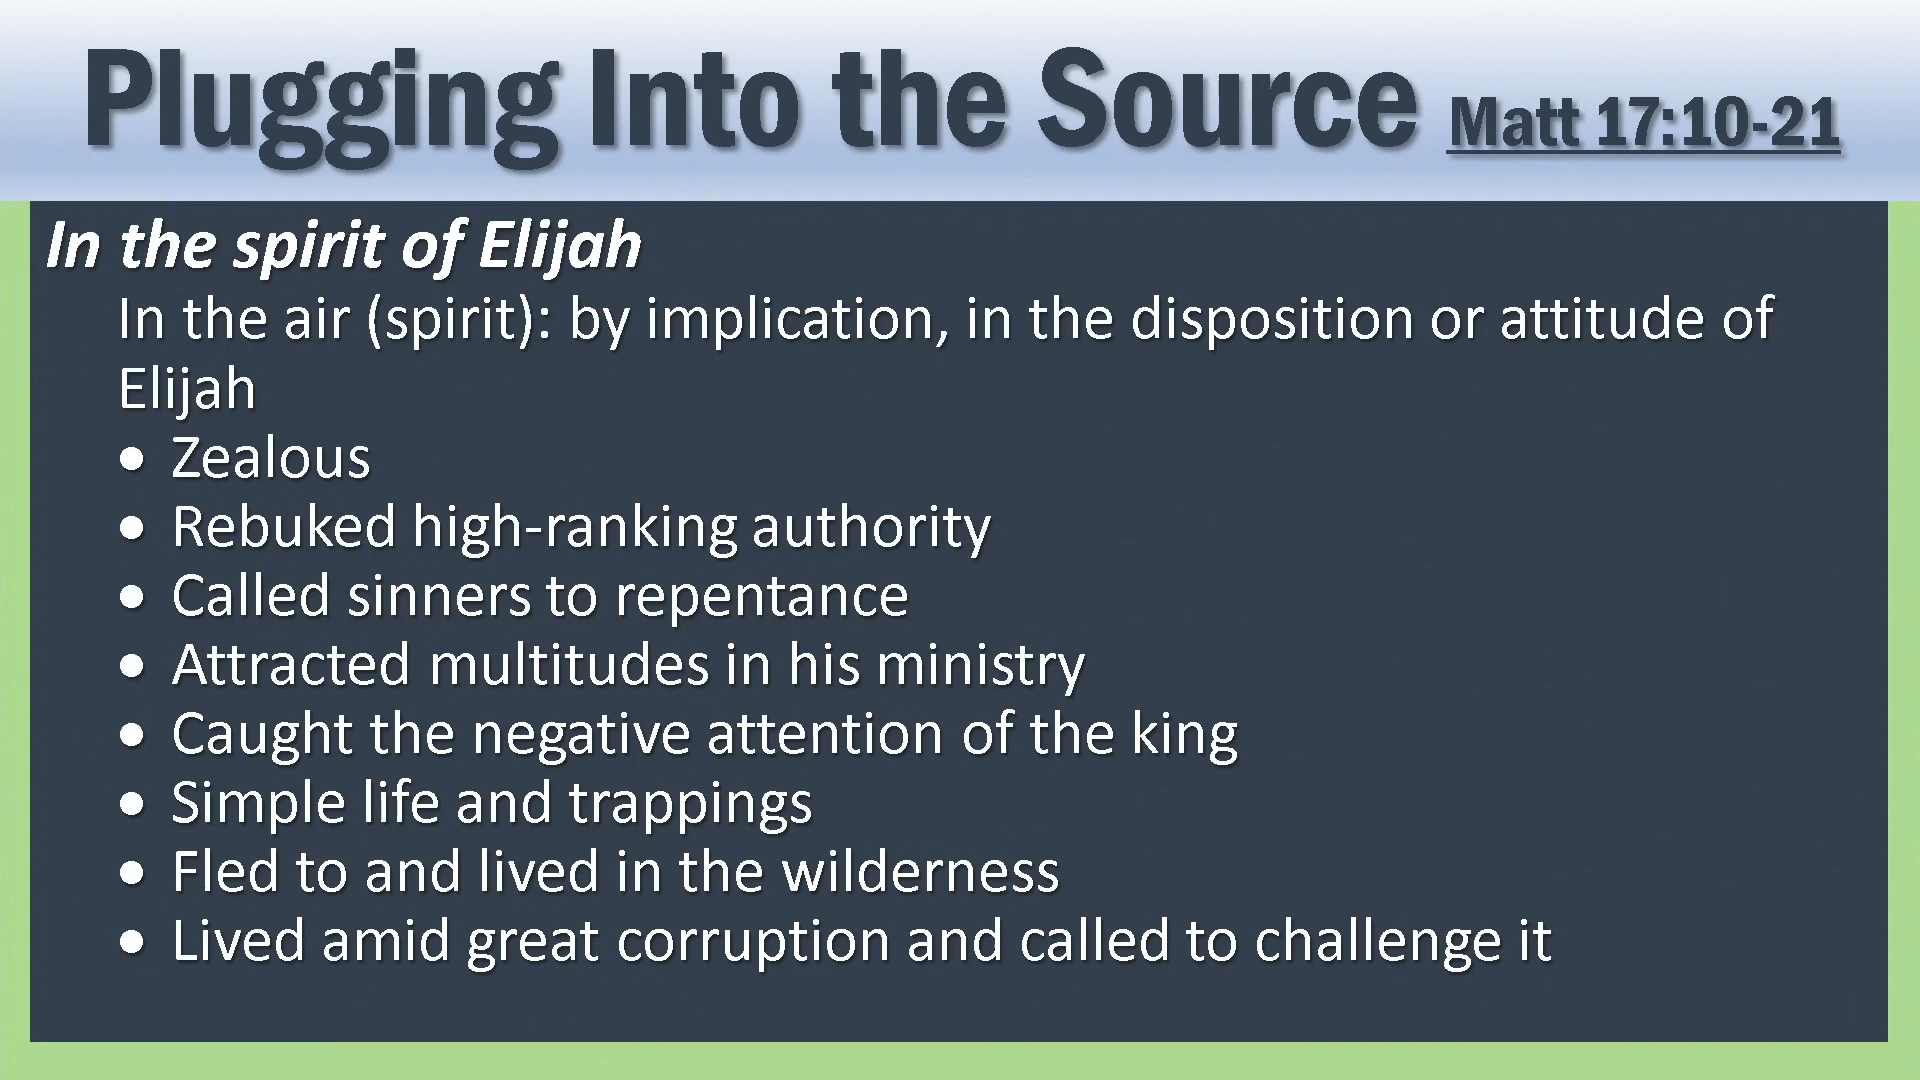 Plugging Into the Source Matt 17:10-21
In the spirit of Elijah
In the air (spirit): by implication, in the disposition or attitude of
Elijah
• Zealous
• Rebuked high-ranking authority
• Called sinners to repentance
• Attracted multitudes in his ministry
• Caught the negative attention of the king
• Simple life and trappings
• Fled to and lived in the wilderness
• Lived amid great corruption and called to challenge it